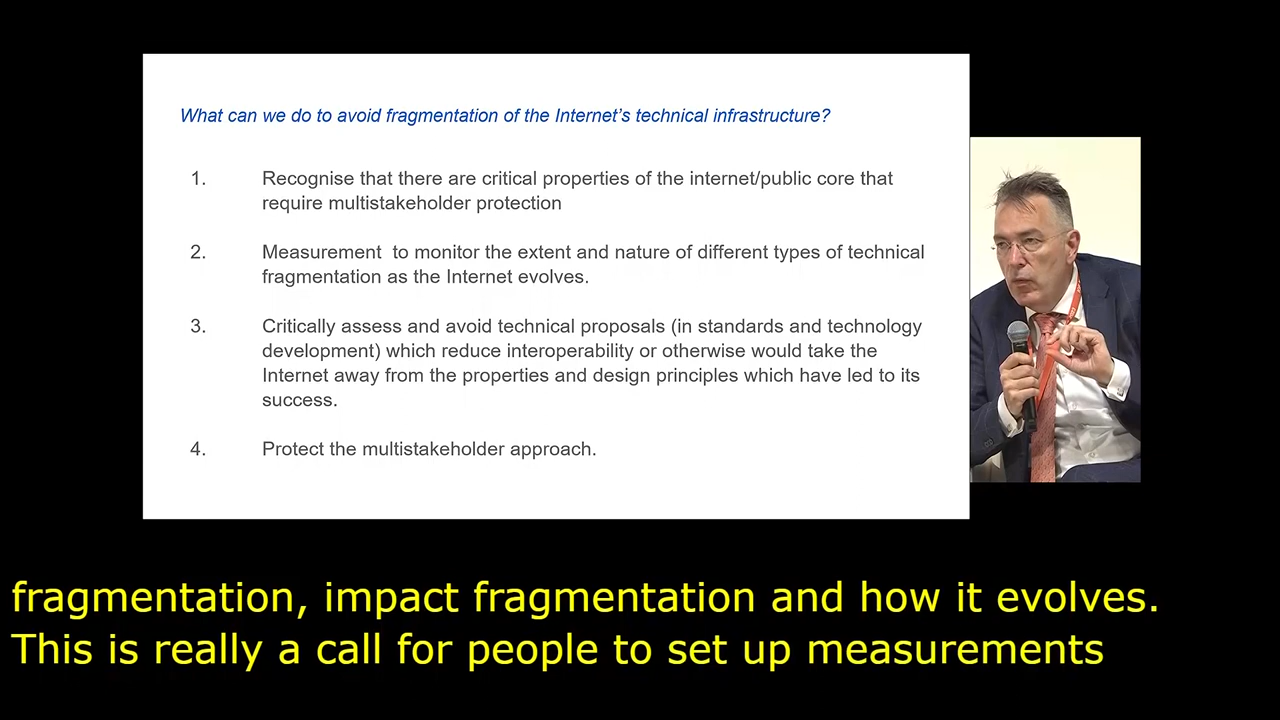 What can we do to avoid fragmentation of the Internet's technical infrastructure?
1. Recognise that there are critical properties of the internet/public core that
require multistakeholder protection
2. Measurement to monitor the extent and nature of different types of technical
fragmentation as the Internet evolves.
3. Critically assess and avoid technical proposals (in standards and technology
development) which reduce interoperability or otherwise would take the
Internet away from the properties and design principles which have led to its
success.
4. Protect the multistakeholder approach.
fragmentation, impact fragmentation and how it evolves.
This is really a call for people to set up measurements